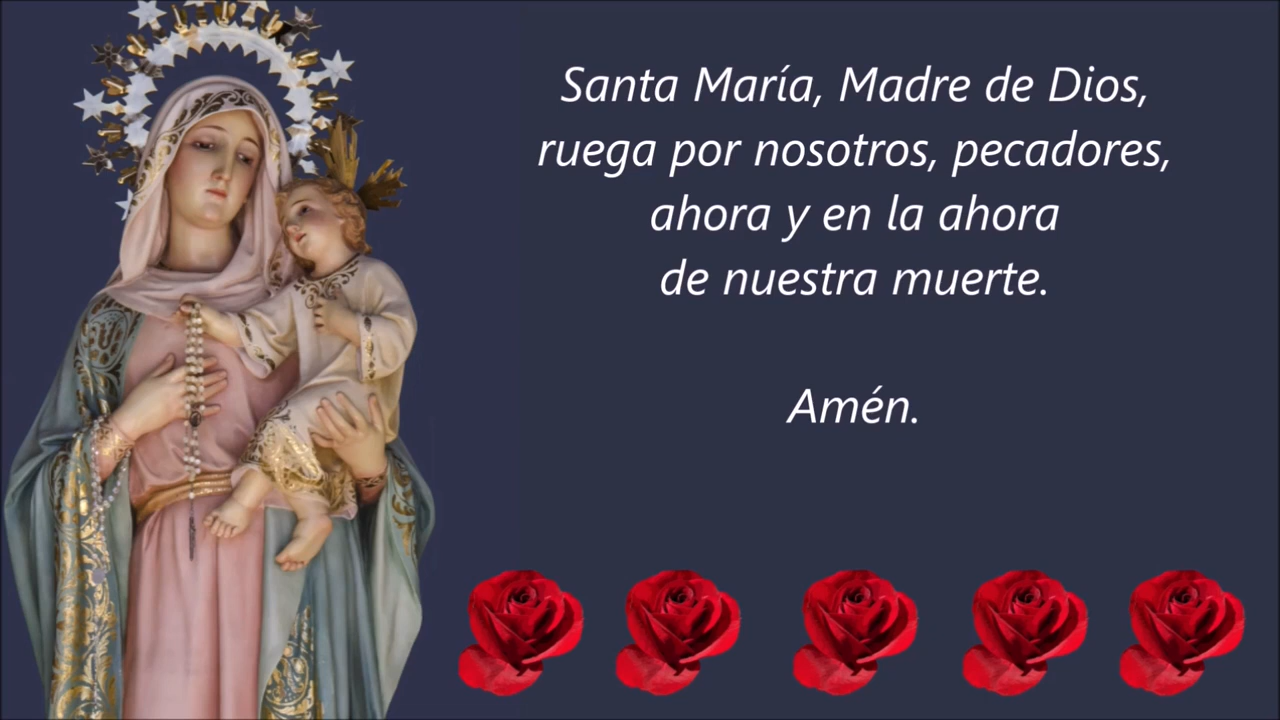 Santa María, Madre de Dios,
ruega por nosotros, pecadores,
ahora y en la ahora
de nuestra muerte.
Amén.